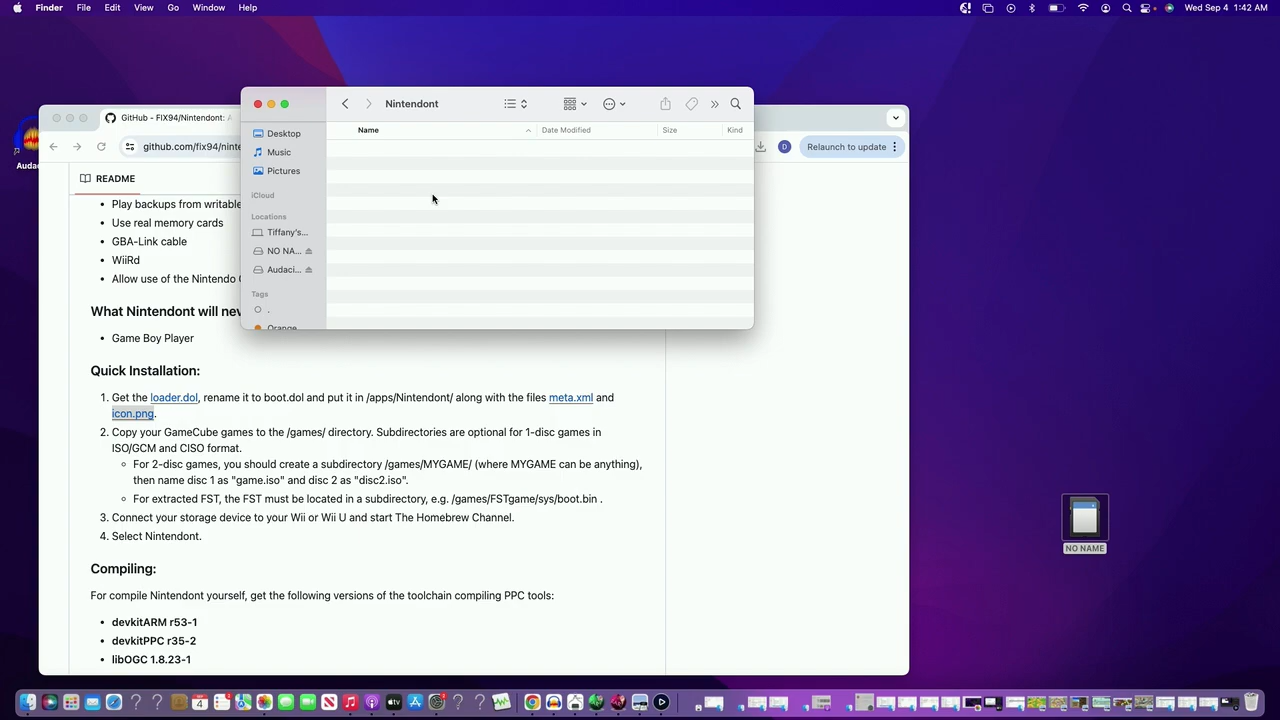 Finder File Edit View Go Window Help
Wed Sep 4 1:42 AM
Nintendont
Name Date Modified Size Kind
Desktop
Music
Pictures
iCloud
Locations
Tiffany's...
NO NA...
Audaci...
Tags
.
Orange
Audac
GitHub - FIX94/Nintendont: A
github.com/fix94/ninte
D
Relaunch to update
README
• Play backups from writable
• Use real memory cards
• GBA-Link cable
• WiiRd
• Allow use of the Nintendo
What Nintendont will nev
• Game Boy Player
Quick Installation:
1. Get the loader.dol, rename it to boot.dol and put it in /apps/Nintendont/ along with the files meta.xml and
icon.png.
2. Copy your GameCube games to the /games/ directory. Subdirectories are optional for 1-disc games in
ISO/GCM and CISO format.
◦ For 2-disc games, you should create a subdirectory /games/MYGAME/ (where MYGAME can be anything),
then name disc 1 as "game.iso" and disc 2 as "disc2.iso".
◦ For extracted FST, the FST must be located in a subdirectory, e.g. /games/FSTgame/sys/boot.bin .
3. Connect your storage device to your Wii or Wii U and start The Homebrew Channel.
4. Select Nintendont.
Compiling:
For compile Nintendont yourself, get the following versions of the toolchain compiling PPC tools:
• devkitARM r53-1
• devkitPPC r35-2
• libOGC 1.8.23-1
NO NAME